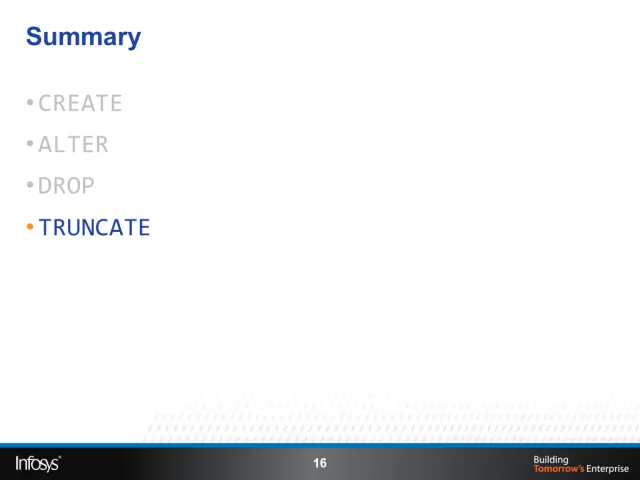 Summary
• CREATE
• ALTER
• DROP
• TRUNCATE
Infosys®
16
Building
Tomorrow's Enterprise